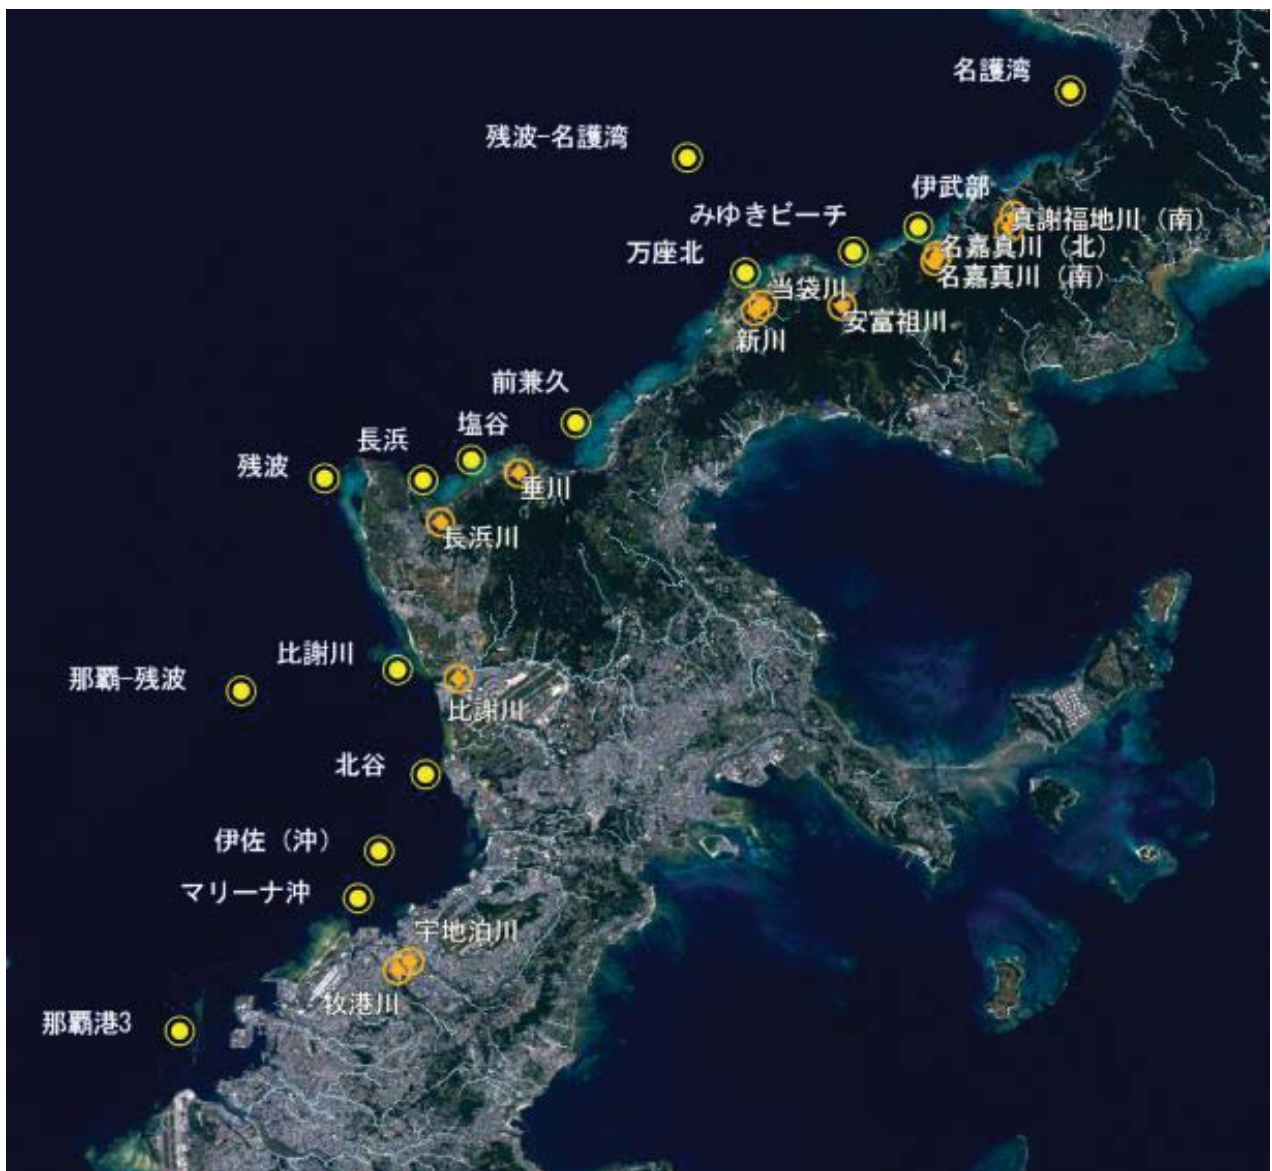 名護湾
残波-名護湾
伊武部
みゆきビーチ
真謝福地川（南）
名嘉真川（北）
万座北
名嘉真川（南）
当袋川
安富祖川
新川
前兼久
塩谷
長浜
残波
垂川
長浜川
比謝川
那覇-残波
比謝川
北谷
伊佐（沖）
マリーナ沖
宇地泊川
牧港川
那覇港3